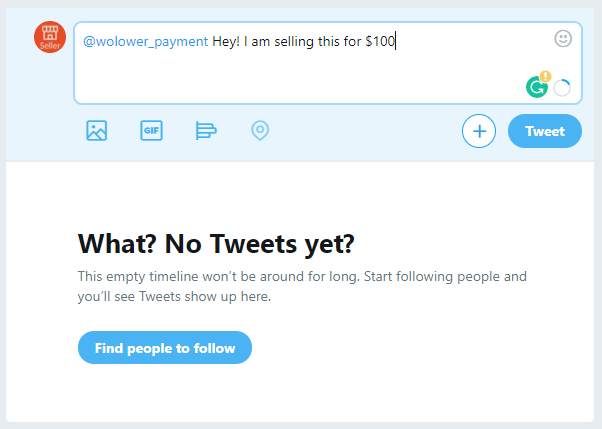 Seller
@wolower_payment Hey! I am selling this for $100
GIF
Tweet
What? No Tweets yet?
This empty timeline won't be around for long. Start following people and
you'll see Tweets show up here.
Find people to follow